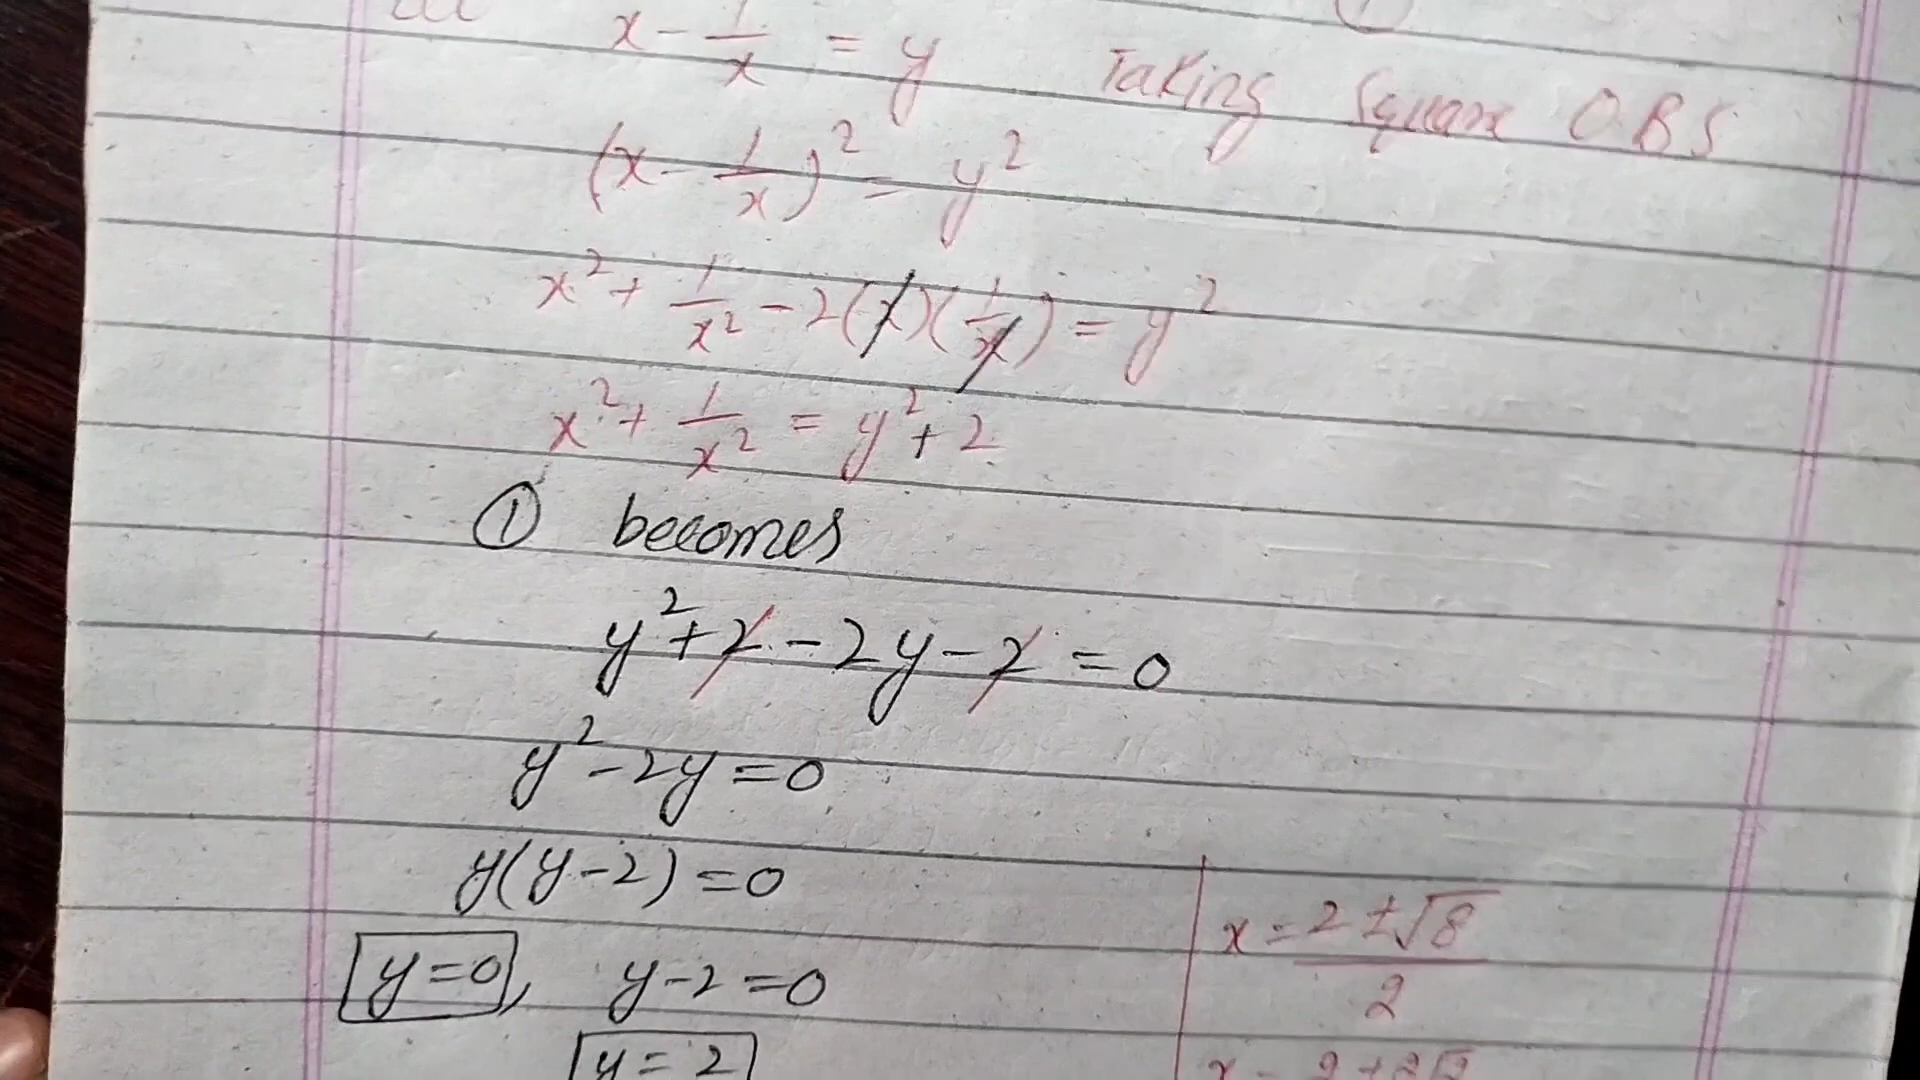 x - 1/x = y Taking Square O.B.S
(x - 1/x)² = y²
x² + 1/x² - 2(x)(1/x) = y²
x² + 1/x² = y² + 2
① becomes
y² + 2 - 2y - 2 = 0
y² - 2y = 0
y(y - 2) = 0
y = 0, y - 2 = 0
y = 2
x = 2 ± √8 / 2